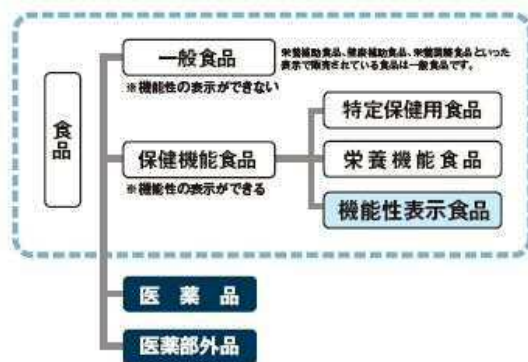 一般食品
栄養補助食品、健康補助食品、栄養調整食品といった
表示で販売されている食品は一般食品です。
※機能性の表示ができない
食品
特定保健用食品
保健機能食品
栄養機能食品
※機能性の表示ができる
機能性表示食品
医薬品
医薬部外品